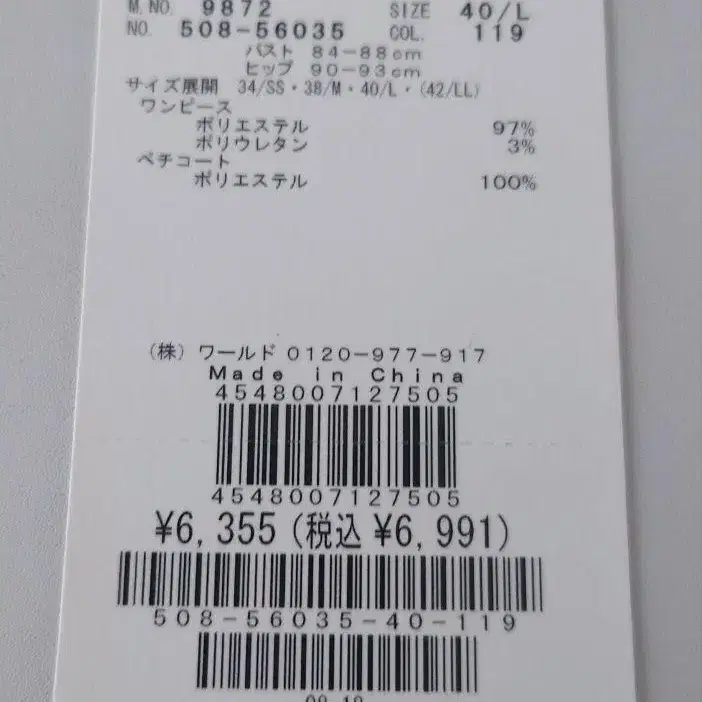 M.NO. 9872 SIZE 40/L
NO. 508-56035 COL. 119
バスト 84-88cm
ヒップ 90-93cm
サイズ展開 34/SS・38/M・40/L・(42/LL)
ワンピース
ポリエステル 97%
ポリウレタン 3%
ペチコート
ポリエステル 100%
(株) ワールド 0120-977-917
Made in China
4548007127505
4548007127505
¥6,355 (税込 ¥6,991)
508-56035-40-119